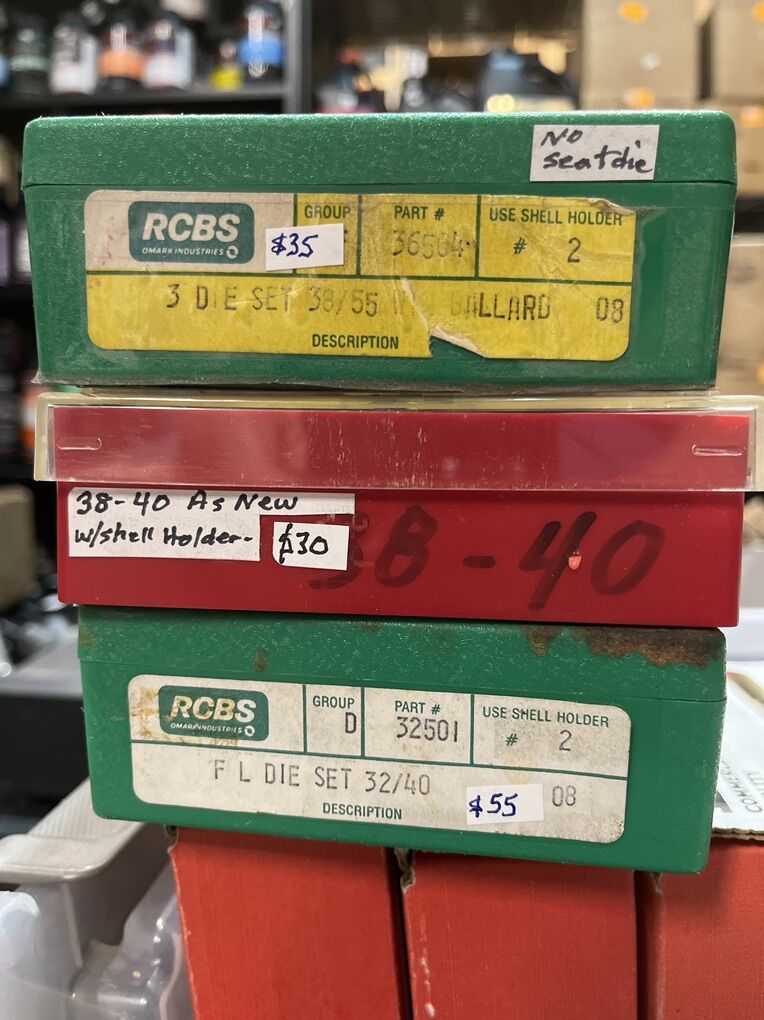 No
seat die
RCBS
OMARK INDUSTRIES
GROUP
PART #
USE SHELL HOLDER
$35
36504
# 2
3 DIE SET 38/55 BALLARD 08
DESCRIPTION
38-40 As New
w/shell Holder-
$30
38-40
RCBS
OMARK INDUSTRIES
GROUP
D
PART #
32501
USE SHELL HOLDER
# 2
F L DIE SET 32/40
$55
08
DESCRIPTION